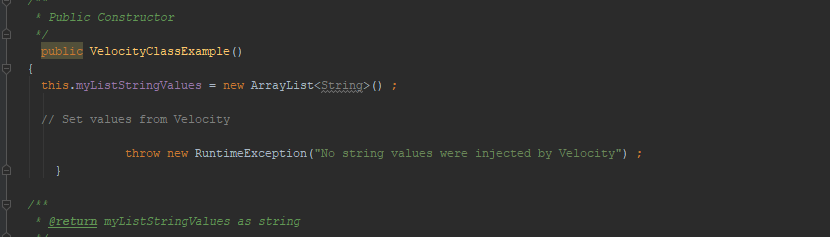 /**
* Public Constructor
*/
public VelocityClassExample()
{
this.myListStringValues = new ArrayList<String>() ;
// Set values from Velocity
throw new RuntimeException("No string values were injected by Velocity") ;
}
/**
* @return myListStringValues as string
*/